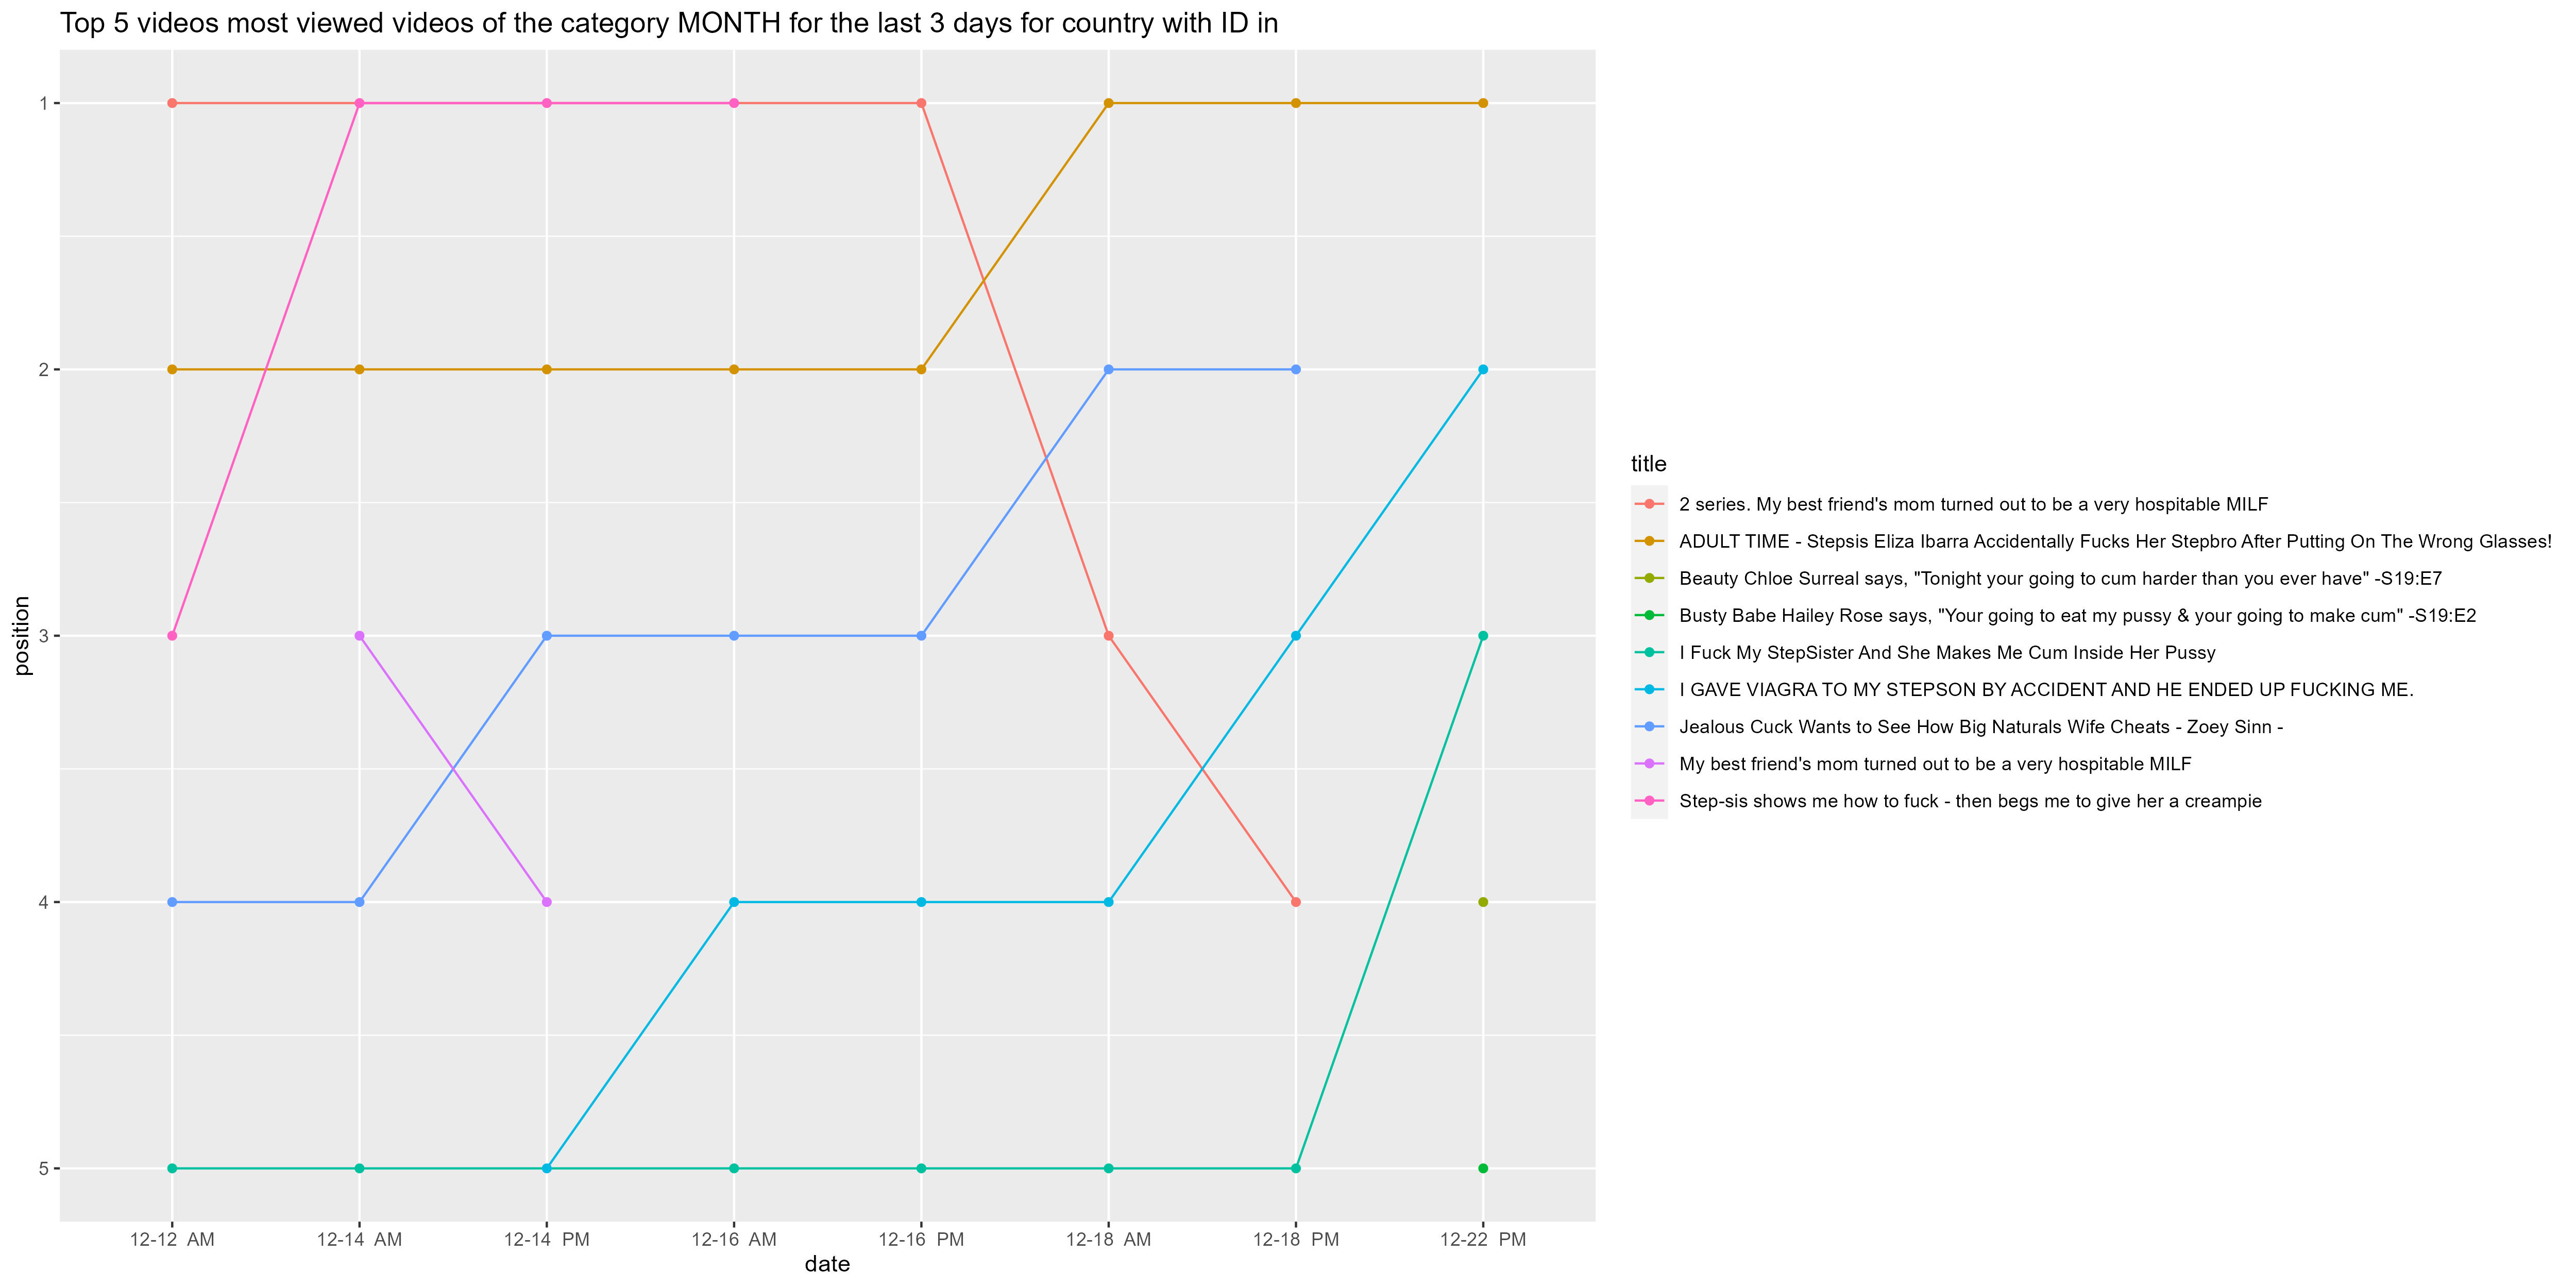 Top 5 videos most viewed videos of the category MONTH for the last 3 days for country with ID in
1
2
3
4
5
position
12-12 AM
12-14 AM
12-14 PM
12-16 AM
12-16 PM
12-18 AM
12-18 PM
12-22 PM
date
title
2 series. My best friend's mom turned out to be a very hospitable MILF
ADULT TIME - Stepsis Eliza Ibarra Accidentally Fucks Her Stepbro After Putting On The Wrong Glasses!
Beauty Chloe Surreal says, "Tonight your going to cum harder than you ever have" -S19:E7
Busty Babe Hailey Rose says, "Your going to eat my pussy & your going to make cum" -S19:E2
I Fuck My StepSister And She Makes Me Cum Inside Her Pussy
I GAVE VIAGRA TO MY STEPSON BY ACCIDENT AND HE ENDED UP FUCKING ME.
Jealous Cuck Wants to See How Big Naturals Wife Cheats - Zoey Sinn -
My best friend's mom turned out to be a very hospitable MILF
Step-sis shows me how to fuck - then begs me to give her a creampie